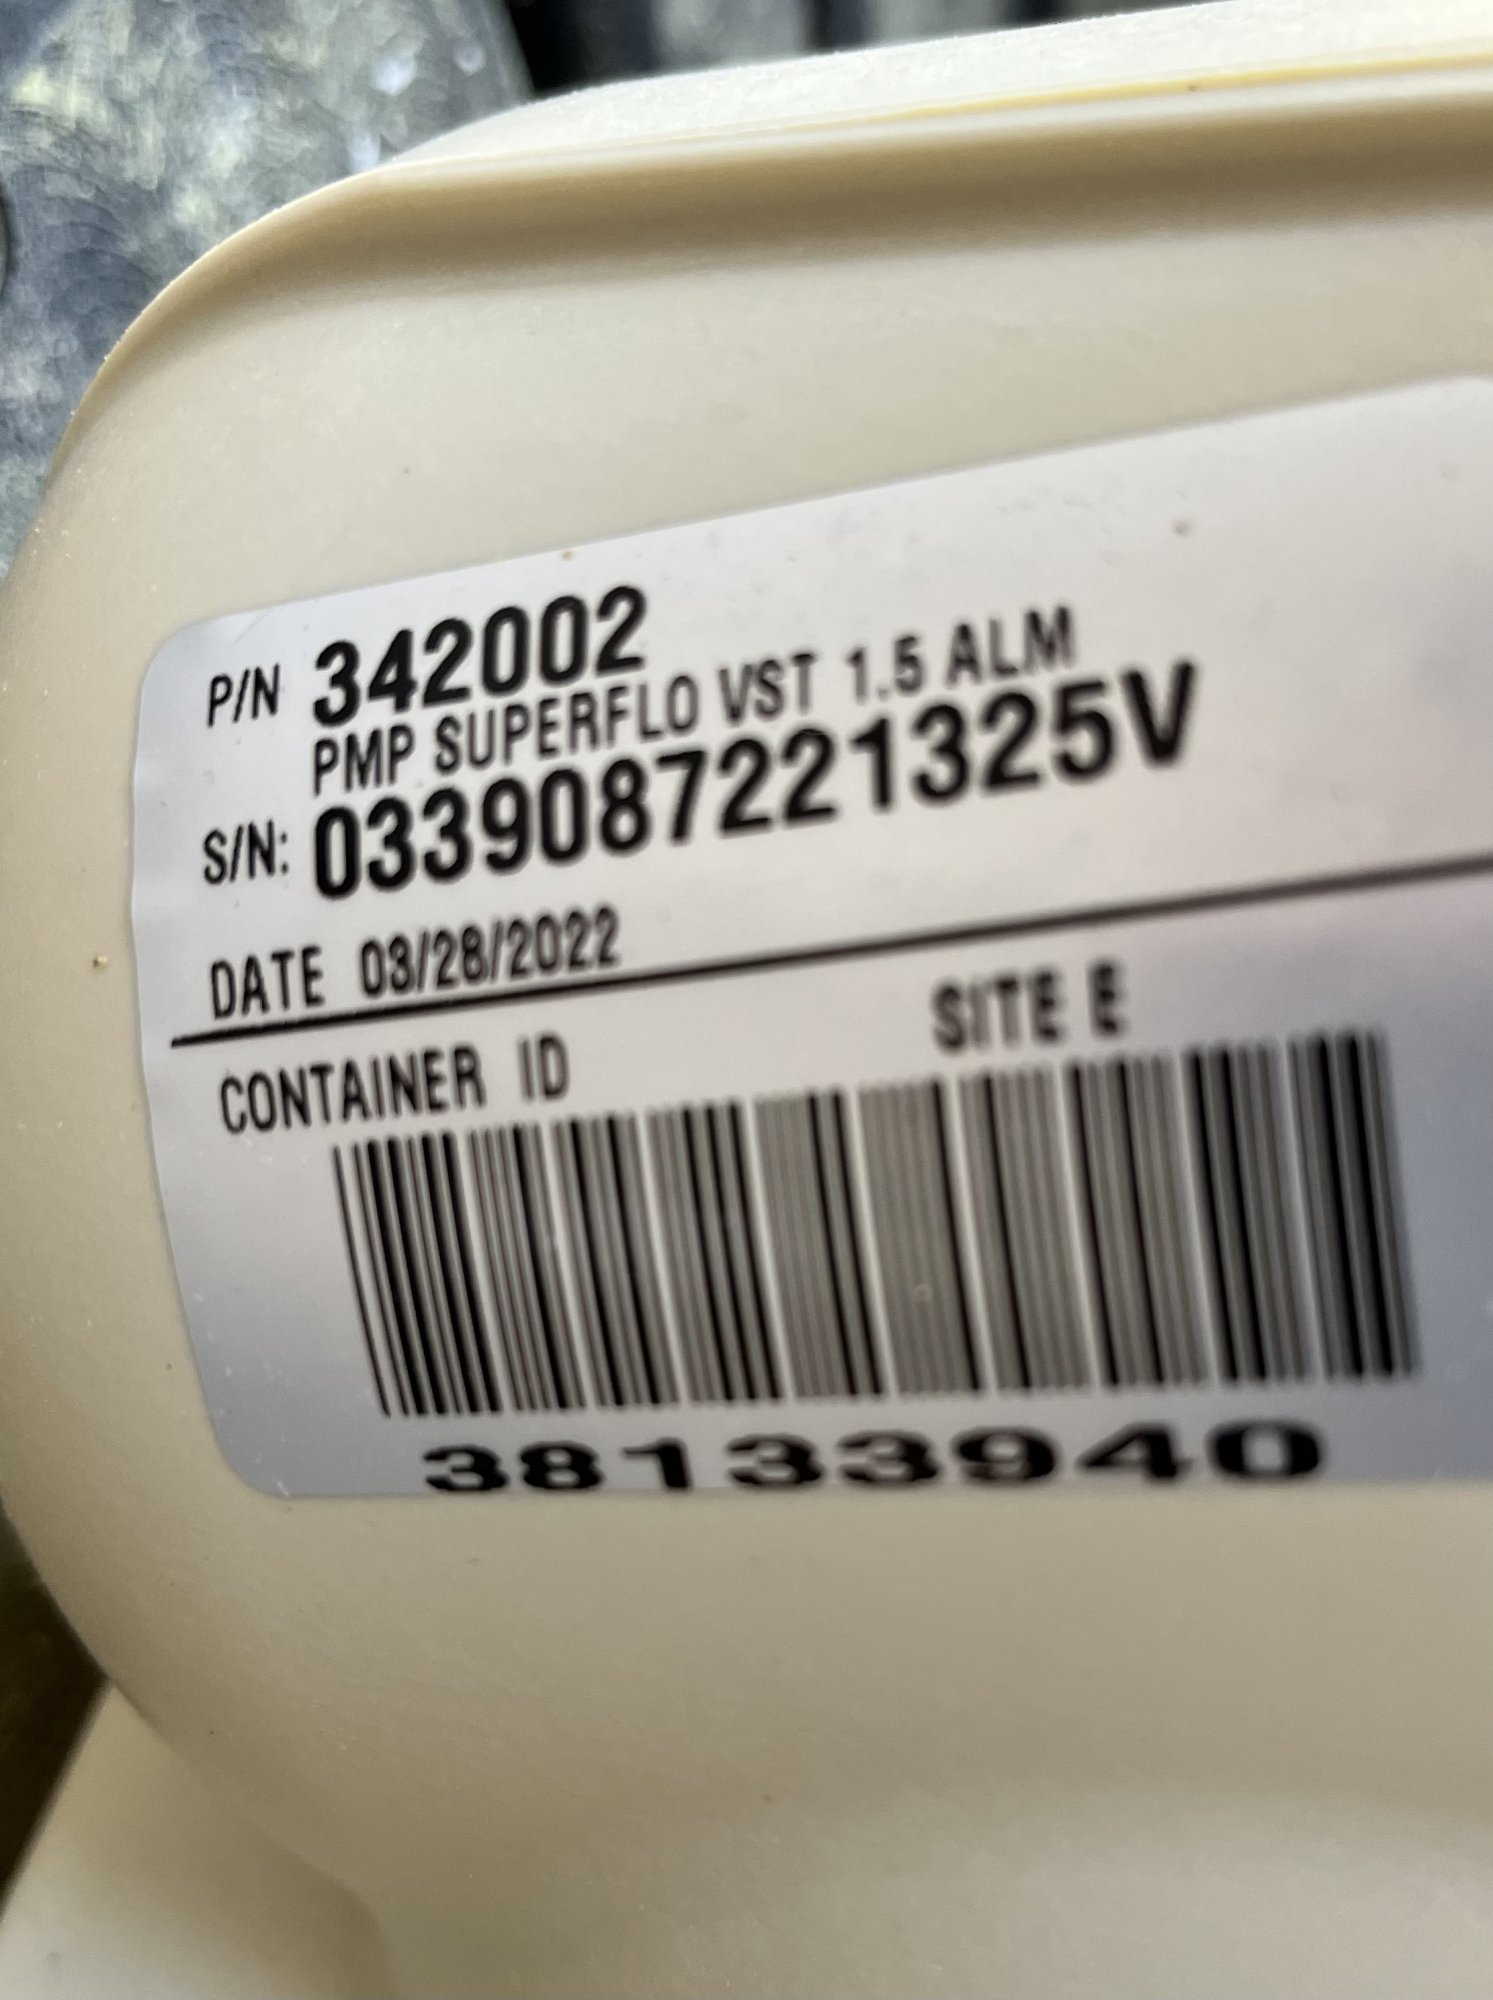 P/N 342002
PMP SUPERFLO VST 1.5 ALM
S/N: 0339087221325V
DATE 03/28/2022
CONTAINER ID SITE E
38133940